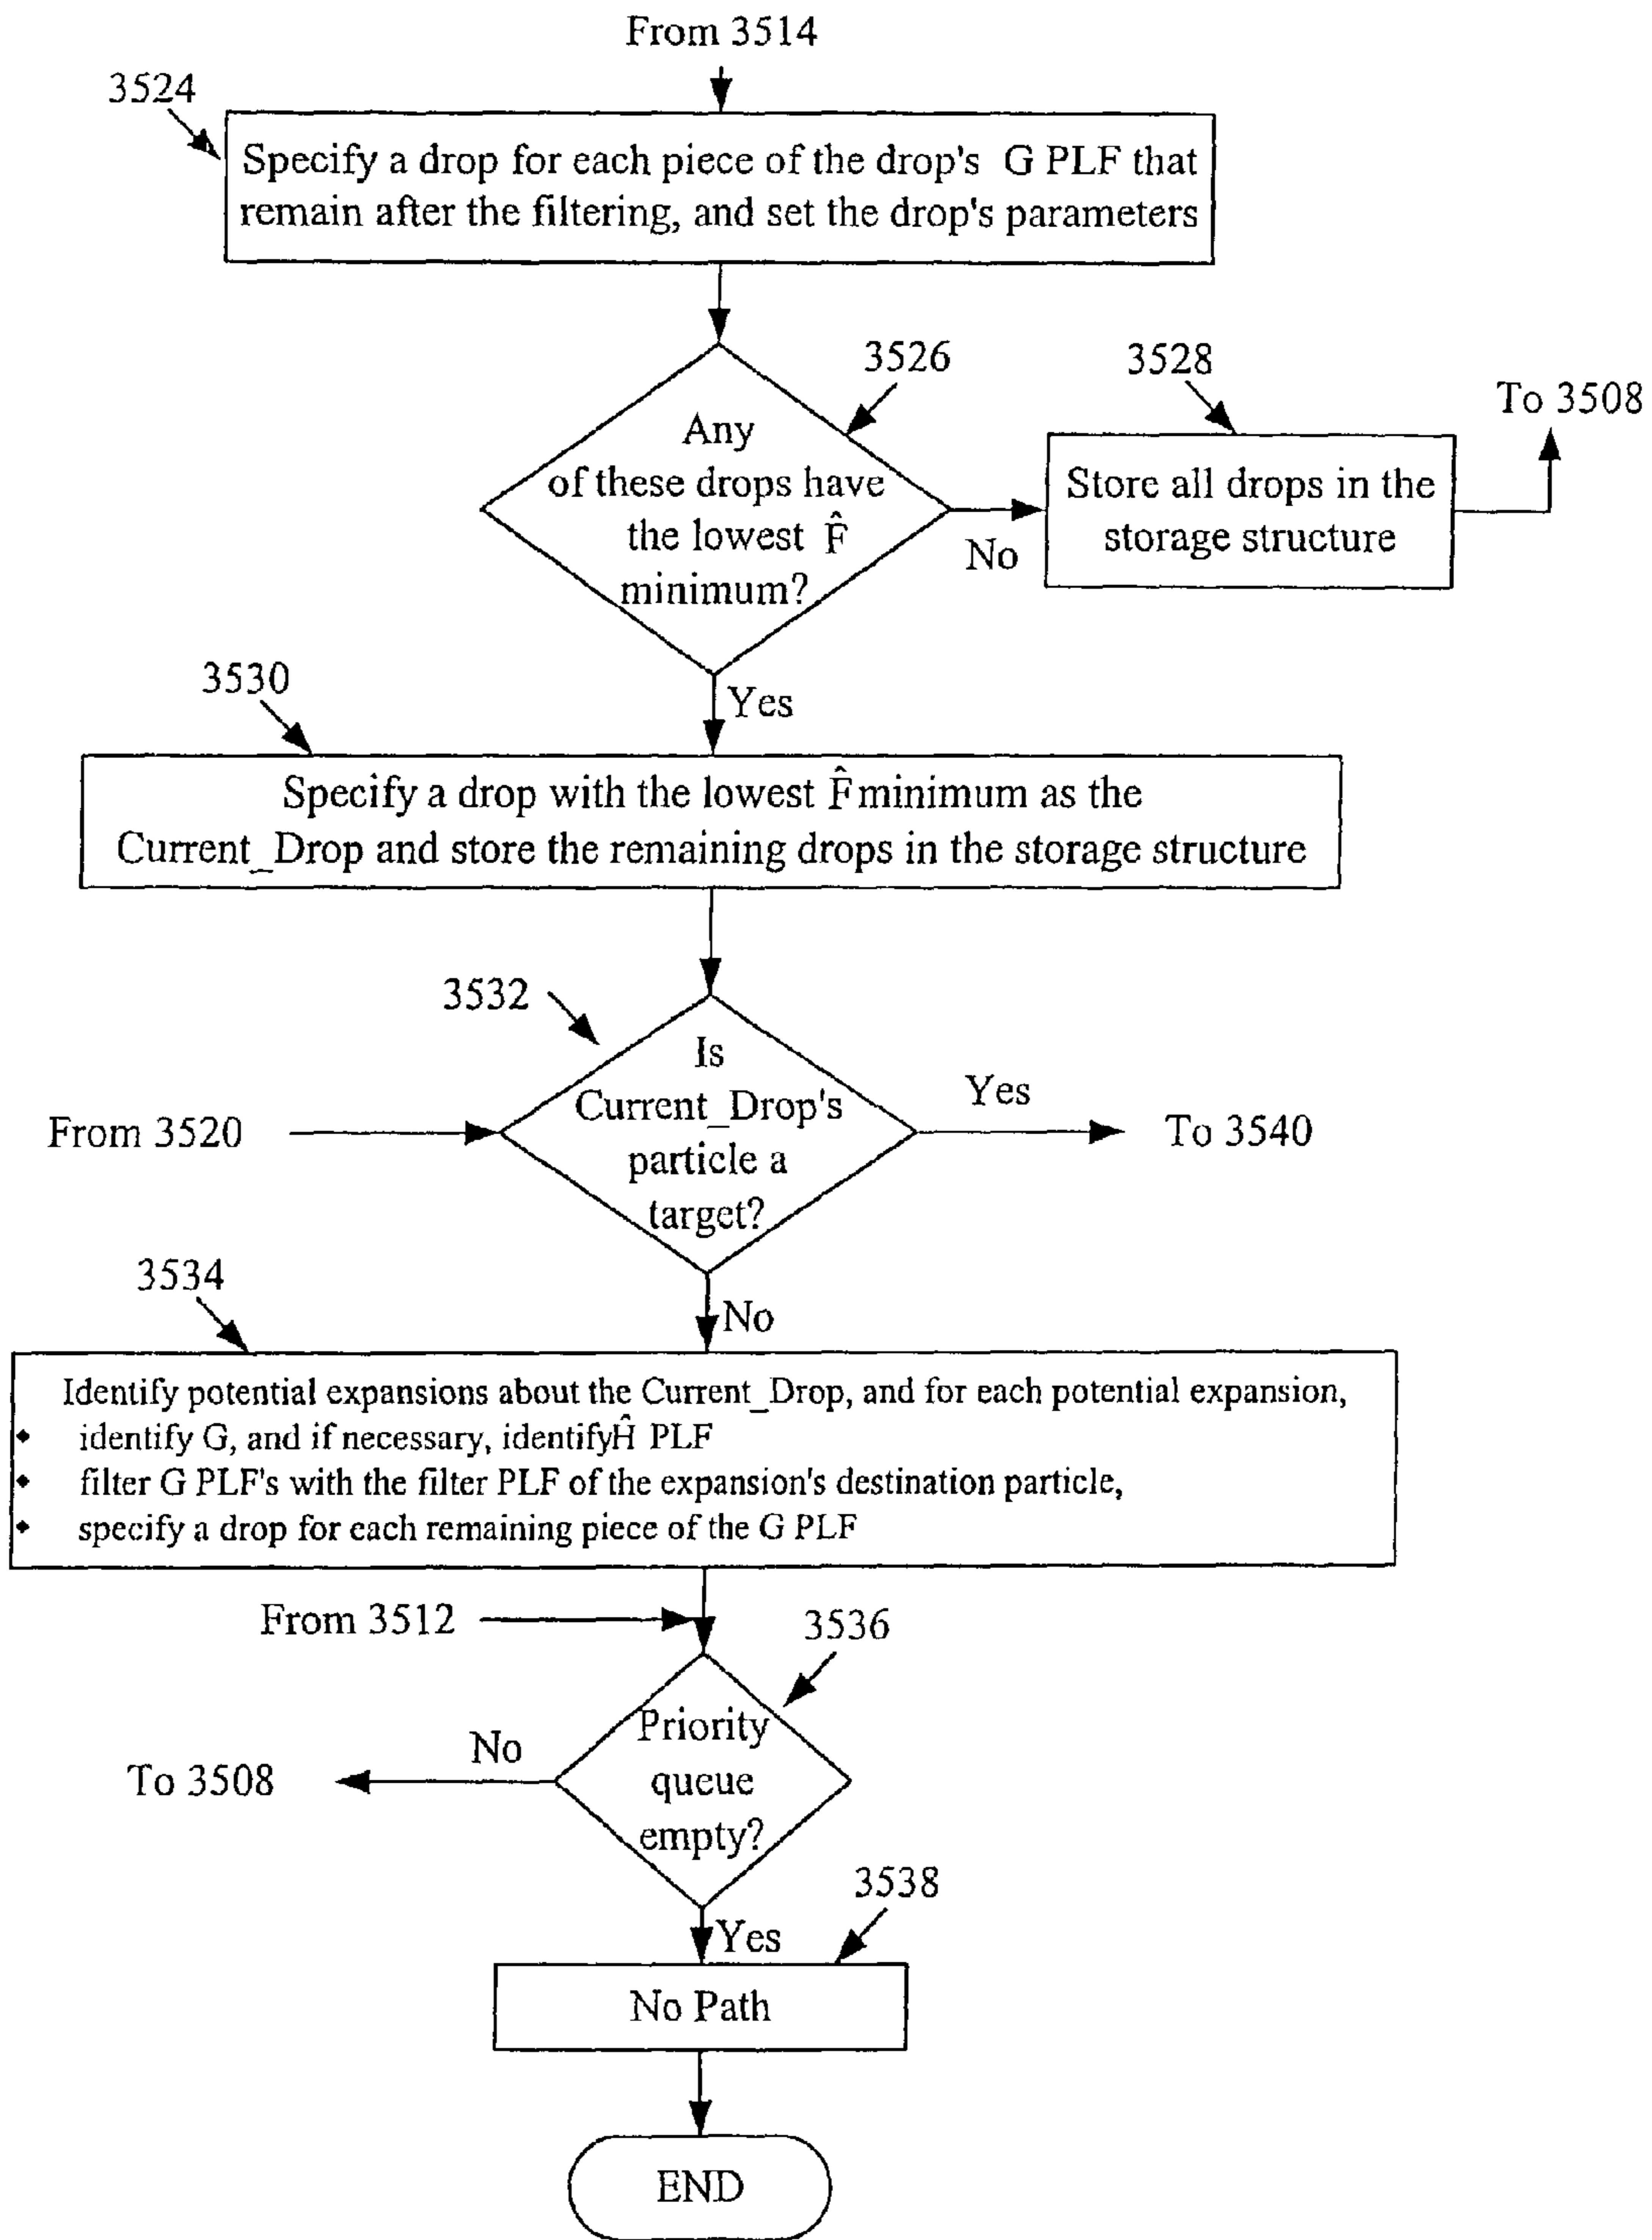 From 3514
3524
Specify a drop for each piece of the drop's G PLF that
remain after the filtering, and set the drop's parameters
3526
3528
To 3508
Any
of these drops have
the lowest F̂
minimum?
No
Store all drops in the
storage structure
3530
Yes
Specify a drop with the lowest F̂ minimum as the
Current_Drop and store the remaining drops in the storage structure
3532
Is
Current_Drop's
particle a
target?
Yes
From 3520
To 3540
3534
No
Identify potential expansions about the Current_Drop, and for each potential expansion,
◆ identify G, and if necessary, identifyĤ PLF
◆ filter G PLF's with the filter PLF of the expansion's destination particle,
◆ specify a drop for each remaining piece of the G PLF
From 3512
3536
Priority
queue
empty?
No
To 3508
3538
Yes
No Path
END